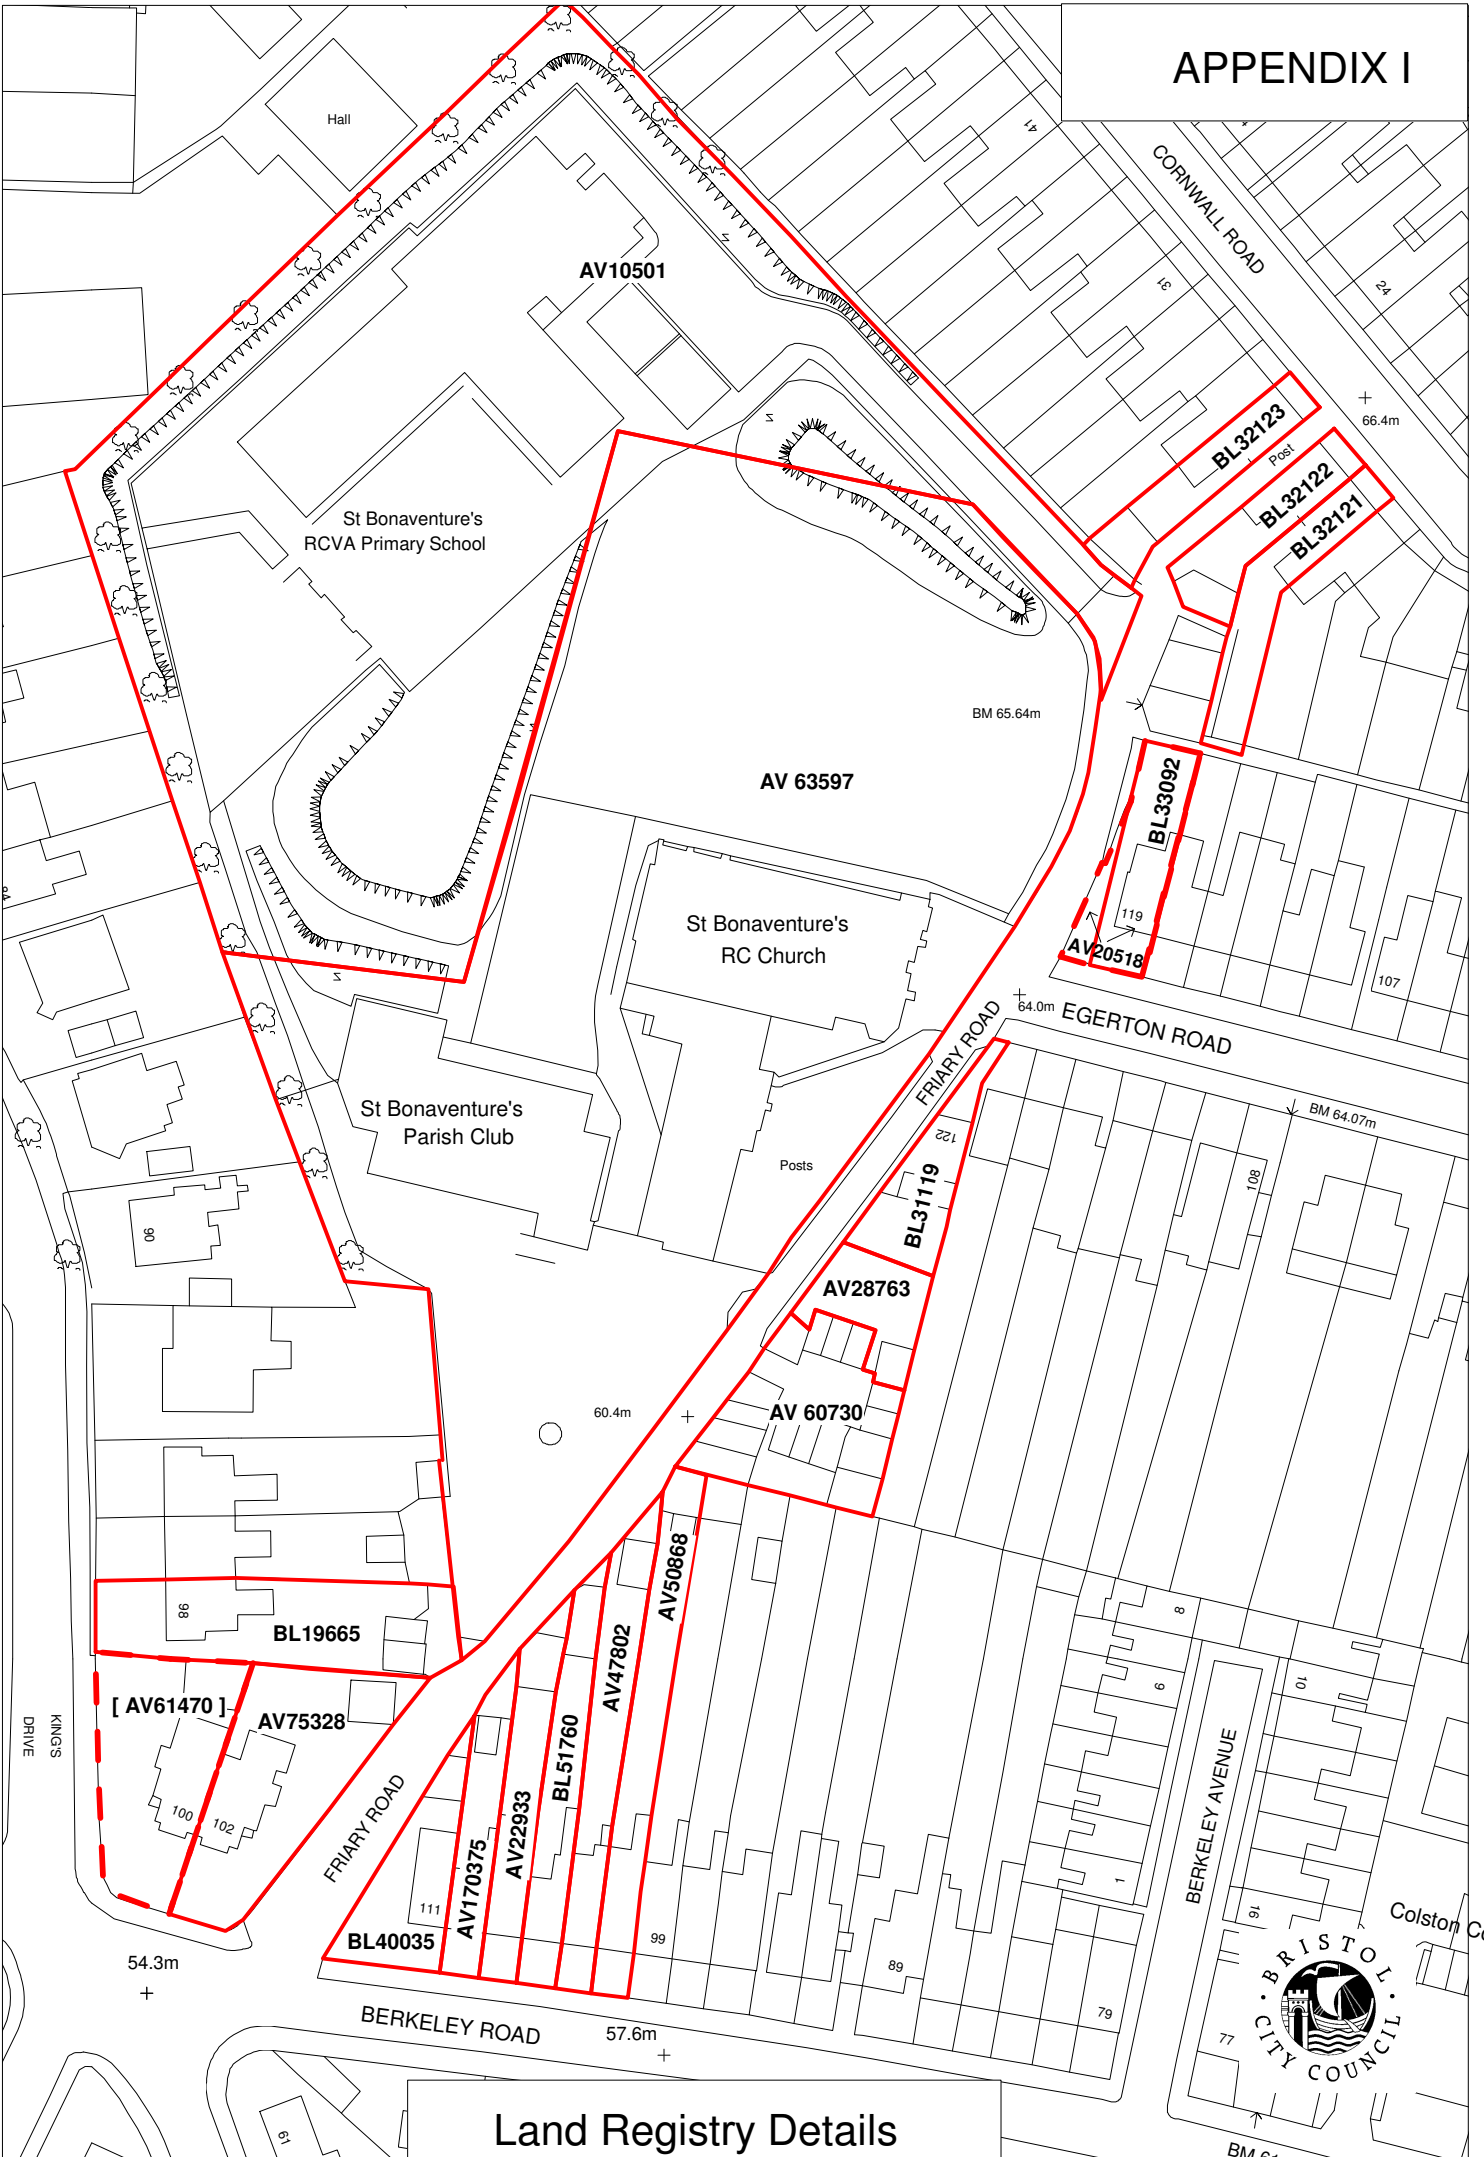 APPENDIX I
Hall
41
CORNWALL ROAD
AV10501
31
24
66.4m
BL32123
Post
BL32122
BL32121
St Bonaventure's
RCVA Primary School
BM 65.64m
AV 63597
BL33092
St Bonaventure's
RC Church
119
AV20518
107
64.0m
EGERTON ROAD
FRIARY ROAD
BM 64.07m
St Bonaventure's
Parish Club
122
Posts
108
BL31119
90
AV28763
60.4m
AV 60730
AV50868
98
BL19665
8
AV47802
9
10
[ AV61470 ]
AV75328
KING'S
DRIVE
BL51760
BERKELEY AVENUE
100
102
FRIARY ROAD
AV22933
AV170375
1
111
BL40035
99
16
89
54.3m
BERKELEY ROAD
57.6m
79
77
BRISTOL
CITY COUNCIL
61
Land Registry Details